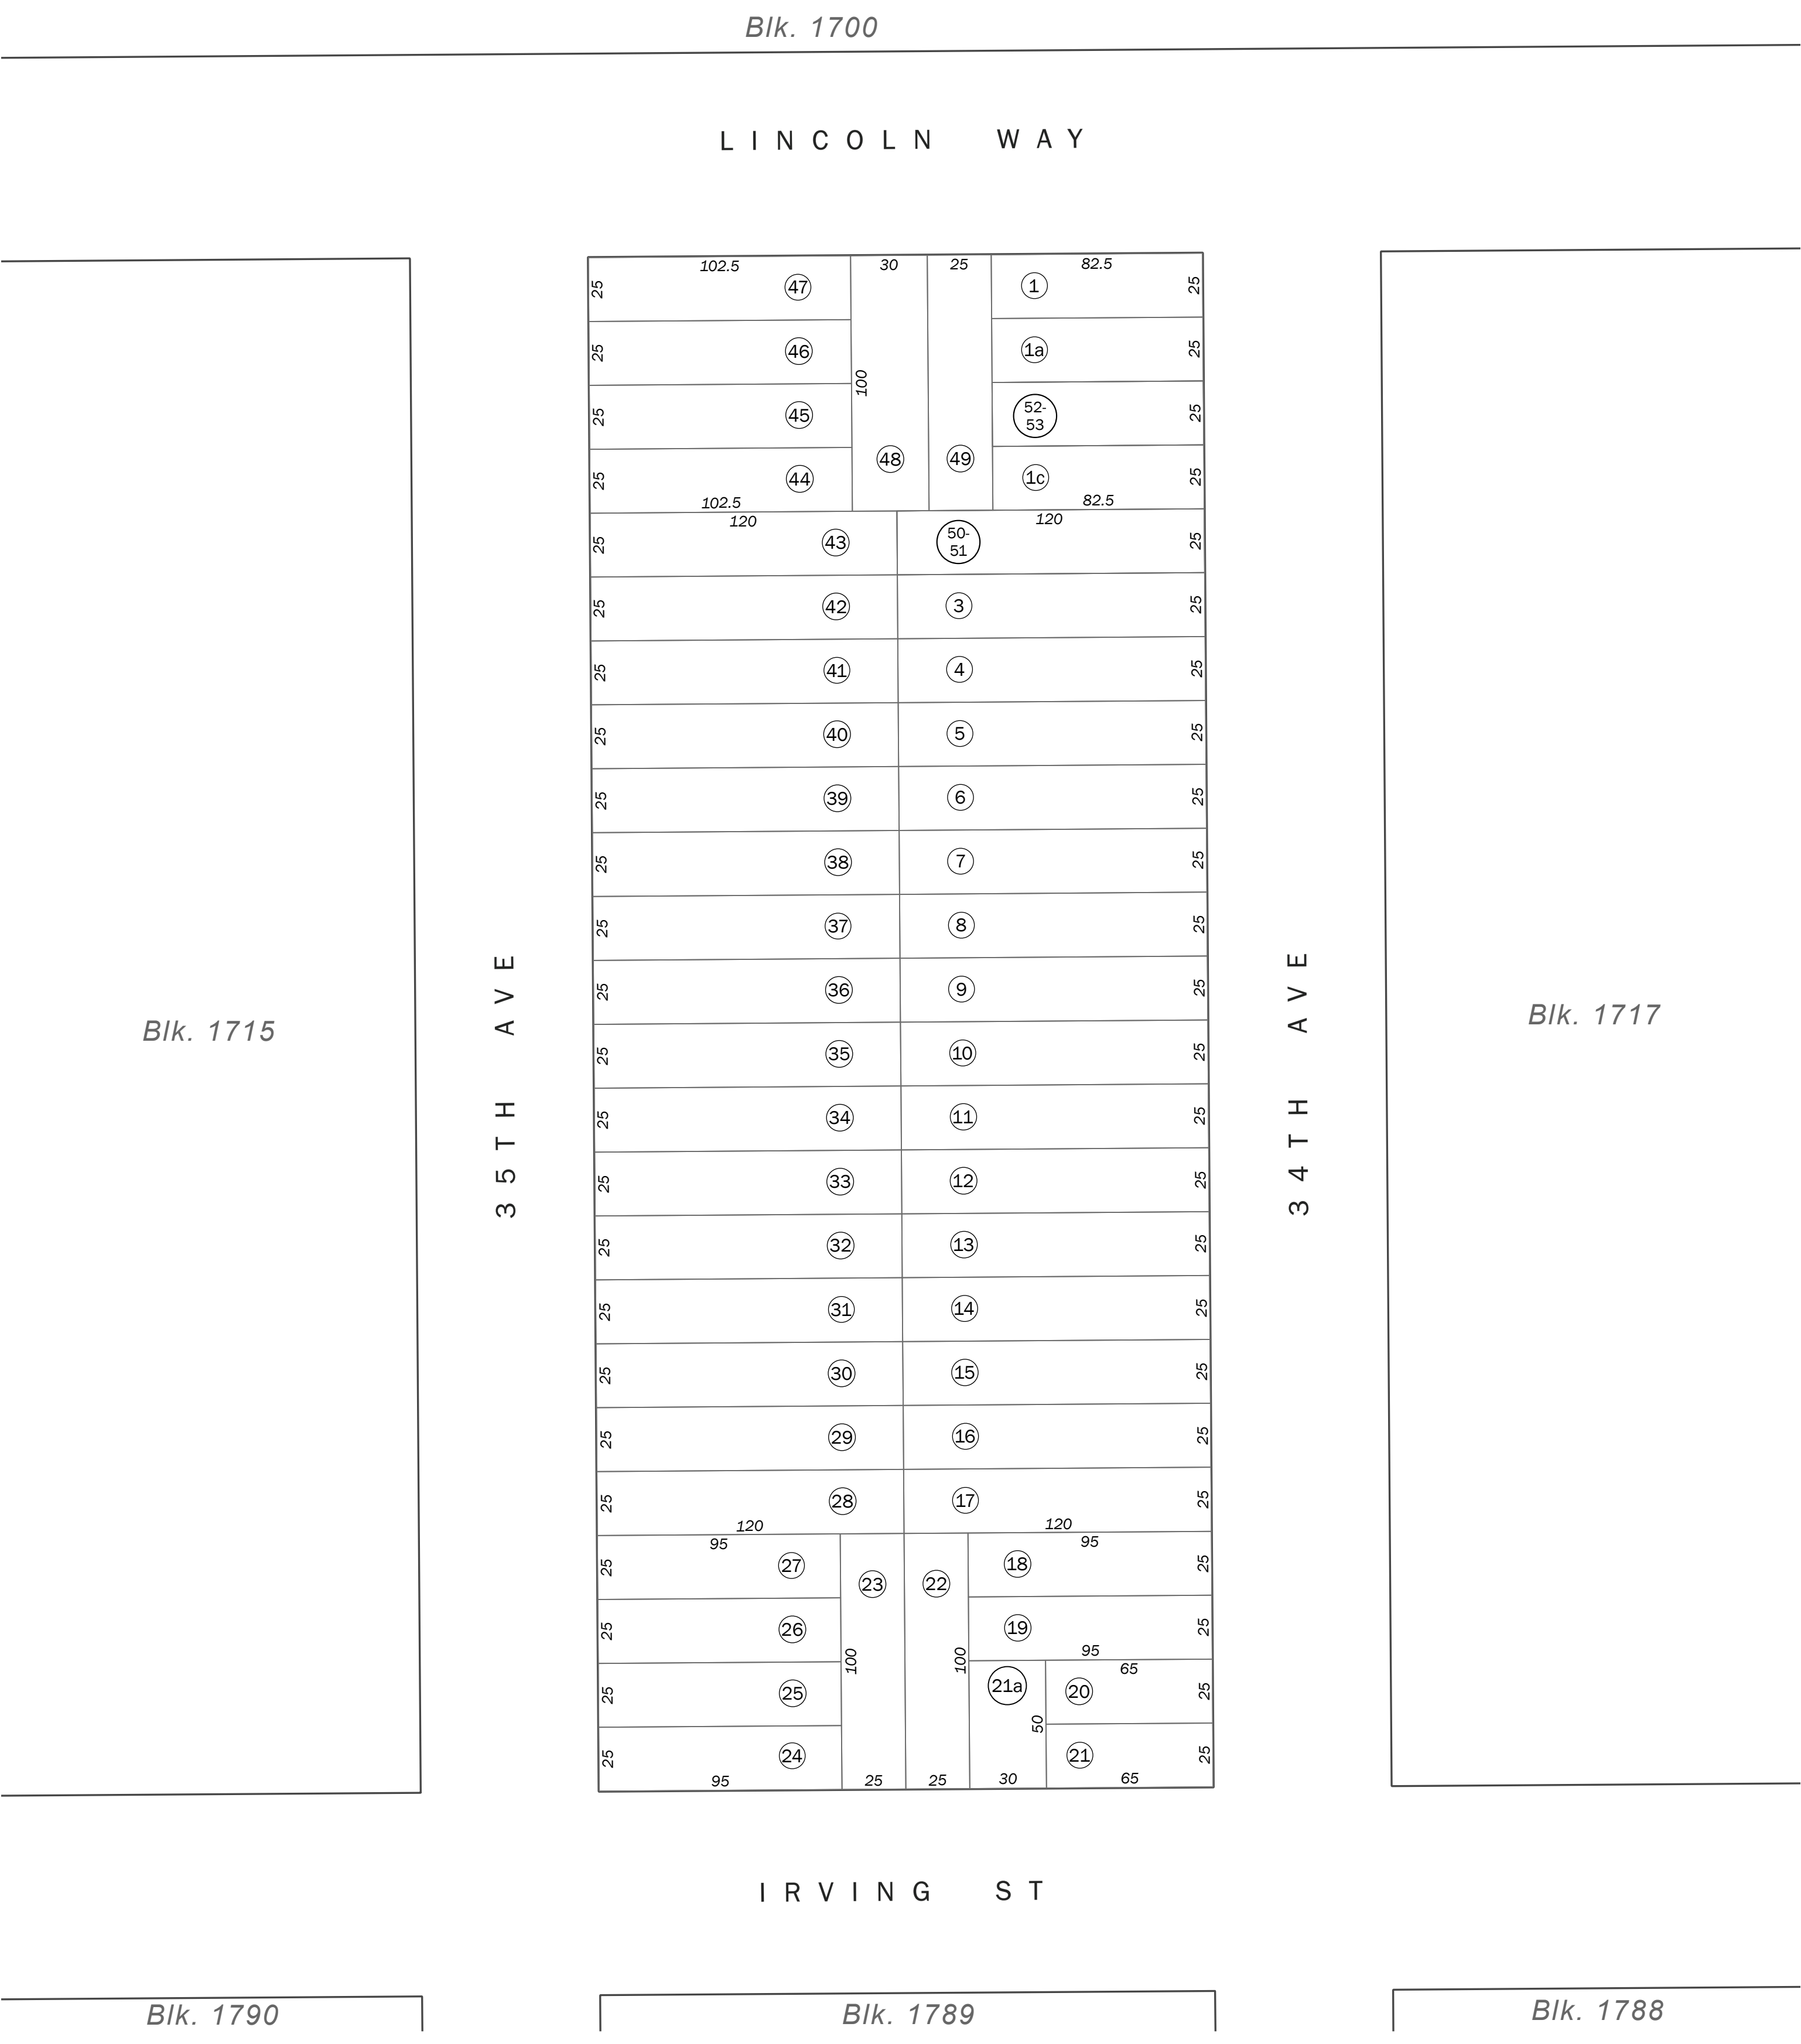 Blk. 1700
LINCOLN WAY
102.5 30 25 82.5
25 47 1 25
25 46 1a 25
100
25 45 52-
53 25
48 49
25 44 1c 25
102.5 82.5
120 120
25 43 50-
51 25
25 42 3 25
25 41 4 25
25 40 5 25
25 39 6 25
25 38 7 25
25 37 8 25
25 36 9 25
35TH AVE
34TH AVE
Blk. 1715
Blk. 1717
25 35 10 25
25 34 11 25
25 33 12 25
25 32 13 25
25 31 14 25
25 30 15 25
25 29 16 25
25 28 17 25
120 120
95 95
25 27 23 22 18 25
25 26 19 25
100 100 95
65
25 25 21a 20 25
50
25 24 21 25
95 25 25 30 65
IRVING ST
Blk. 1790
Blk. 1789
Blk. 1788